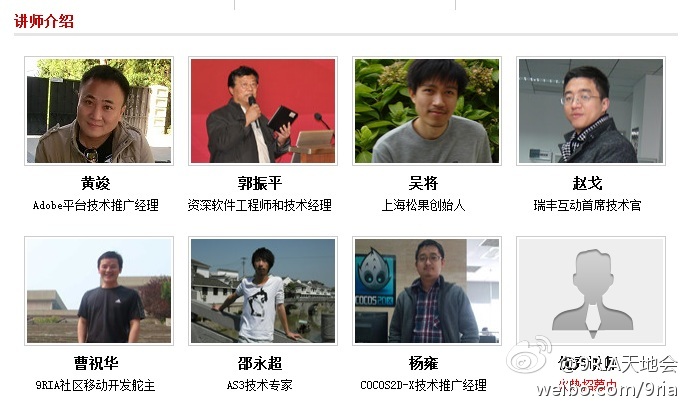 讲师介绍
黄竣 郭振平 吴将 赵戈
Adobe平台技术推广经理 资深软件工程师和技术经理 上海松果创始人 瑞丰互动首席技术官
COCOS2D
曹祝华 邵永超 杨雍 优秀讲师
9RIA社区移动开发舵主 AS3技术专家 COCOS2D-X技术推广经理 火热招募中
@9RIA天地会
weibo.com/9ria